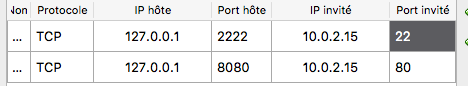 Non Protocole IP hôte Port hôte IP invité Port invité
... TCP 127.0.0.1 2222 10.0.2.15 22
... TCP 127.0.0.1 8080 10.0.2.15 80